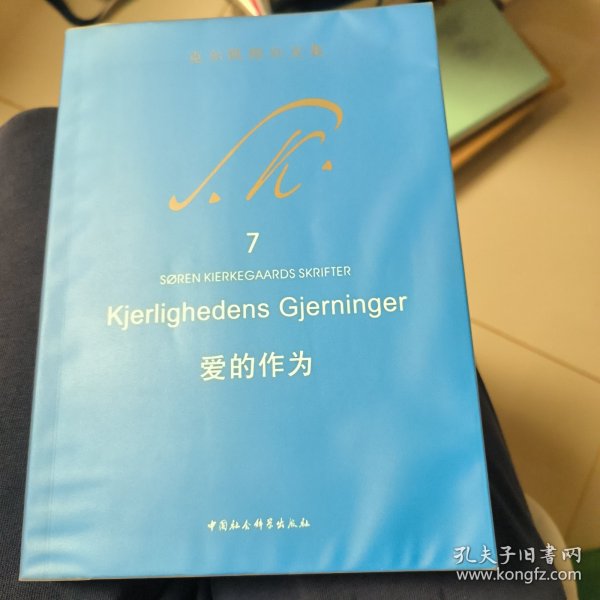 克尔凯郭尔文集
S. K.
7
SØREN KIERKEGAARDS SKRIFTER
Kjerlighedens Gjerninger
爱的作为
中国社会科学出版社
孔夫子旧书网
www.kongfz.com